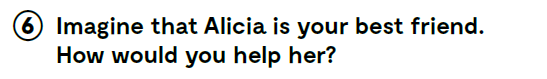 6 Imagine that Alicia is your best friend.
How would you help her?